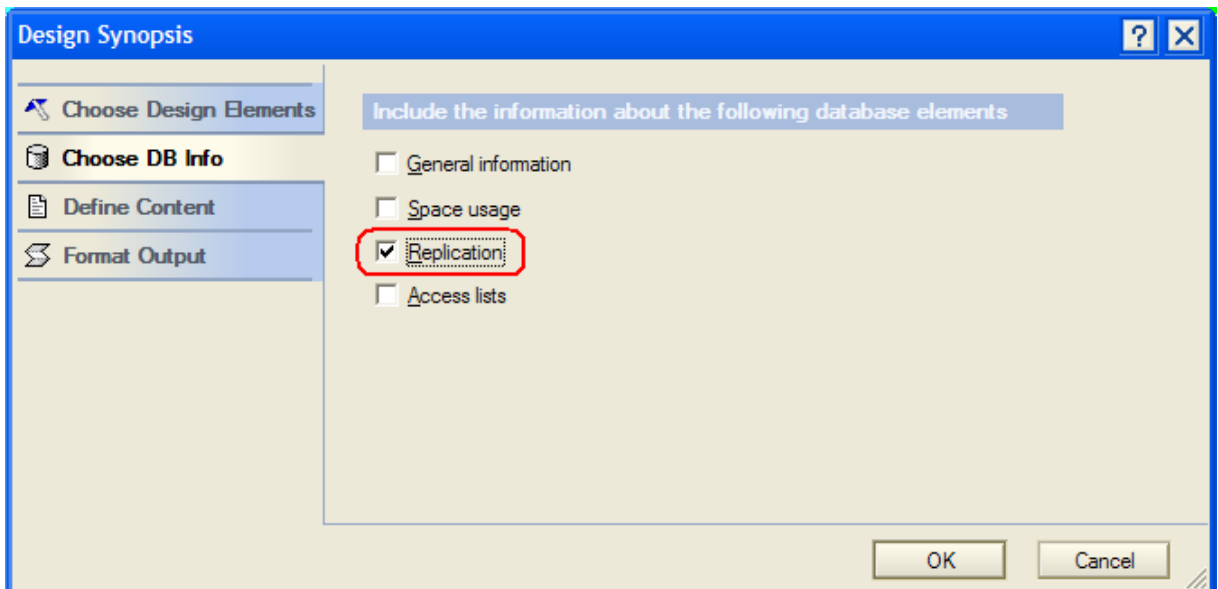 Design Synopsis
Choose Design Elements
Choose DB Info
Define Content
Format Output
Include the information about the following database elements
General information
Space usage
Replication
Access lists
OK
Cancel